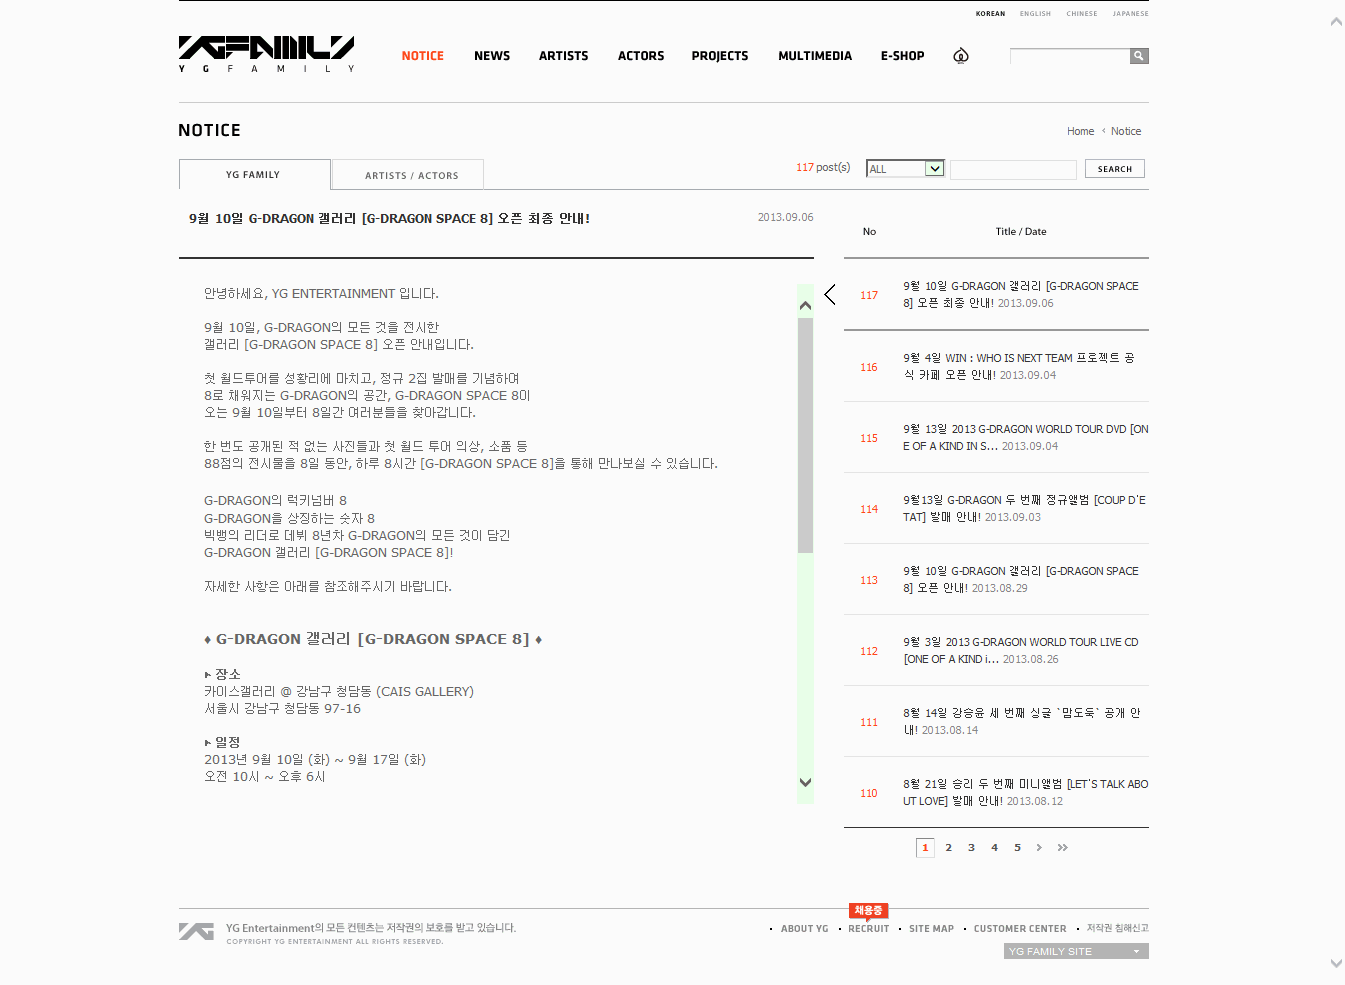 KOREAN ENGLISH CHINESE JAPANESE
YGFAMILY
YG FAMILY
NOTICE NEWS ARTISTS ACTORS PROJECTS MULTIMEDIA E-SHOP
NOTICE
Home < Notice
YG FAMILY ARTISTS / ACTORS
117 post(s) ALL SEARCH
9월 10일 G-DRAGON 갤러리 [G-DRAGON SPACE 8] 오픈 최종 안내!
2013.09.06
안녕하세요, YG ENTERTAINMENT 입니다.
9월 10일, G-DRAGON의 모든 것을 전시한
갤러리 [G-DRAGON SPACE 8] 오픈 안내입니다.
첫 월드투어를 성황리에 마치고, 정규 2집 발매를 기념하여
8로 채워지는 G-DRAGON의 공간, G-DRAGON SPACE 8이
오는 9월 10일부터 8일간 여러분들을 찾아갑니다.
한 번도 공개된 적 없는 사진들과 첫 월드 투어 의상, 소품 등
88점의 전시물을 8일 동안, 하루 8시간 [G-DRAGON SPACE 8]을 통해 만나보실 수 있습니다.
G-DRAGON의 럭키넘버 8
G-DRAGON을 상징하는 숫자 8
빅뱅의 리더로 데뷔 8년차 G-DRAGON의 모든 것이 담긴
G-DRAGON 갤러리 [G-DRAGON SPACE 8]!
자세한 사항은 아래를 참조해주시기 바랍니다.
♦ G-DRAGON 갤러리 [G-DRAGON SPACE 8] ♦
장소
카이스갤러리 @ 강남구 청담동 (CAIS GALLERY)
서울시 강남구 청담동 97-16
일정
2013년 9월 10일 (화) ~ 9월 17일 (화)
오전 10시 ~ 오후 6시
No Title / Date
117 9월 10일 G-DRAGON 갤러리 [G-DRAGON SPACE
8] 오픈 최종 안내! 2013.09.06
116 9월 4일 WIN : WHO IS NEXT TEAM 프로젝트 공
식 카페 오픈 안내! 2013.09.04
115 9월 13일 2013 G-DRAGON WORLD TOUR DVD [ON
E OF A KIND IN S... 2013.09.04
114 9월13일 G-DRAGON 두 번째 정규앨범 [COUP D'E
TAT] 발매 안내! 2013.09.03
113 9월 10일 G-DRAGON 갤러리 [G-DRAGON SPACE
8] 오픈 안내! 2013.08.29
112 9월 3일 2013 G-DRAGON WORLD TOUR LIVE CD
[ONE OF A KIND i... 2013.08.26
111 8월 14일 강승윤 세 번째 싱글 `맘도둑` 공개 안
내! 2013.08.14
110 8월 21일 승리 두 번째 미니앨범 [LET'S TALK ABO
UT LOVE] 발매 안내! 2013.08.12
1 2 3 4 5 > >>
YG YG Entertainment의 모든 컨텐츠는 저작권의 보호를 받고 있습니다.
COPYRIGHT YG ENTERTAINMENT ALL RIGHTS RESERVED.
채용중
ABOUT YG RECRUIT SITE MAP CUSTOMER CENTER 저작권 침해신고
YG FAMILY SITE